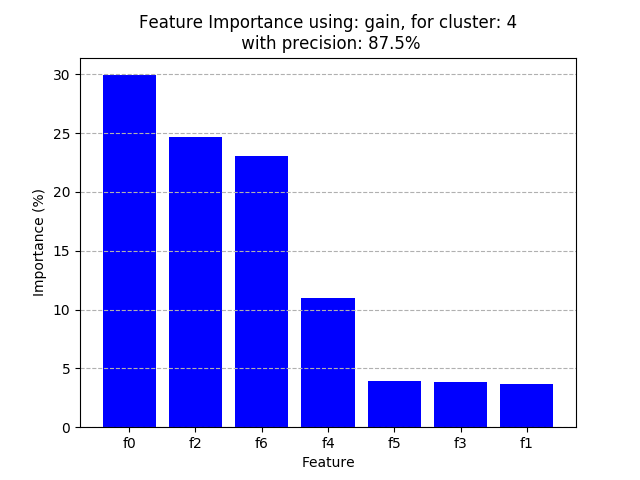 Feature Importance using: gain, for cluster: 4
with precision: 87.5%
30
25
20
15
10
5
0
Importance (%)
f0 f2 f6 f4 f5 f3 f1
Feature